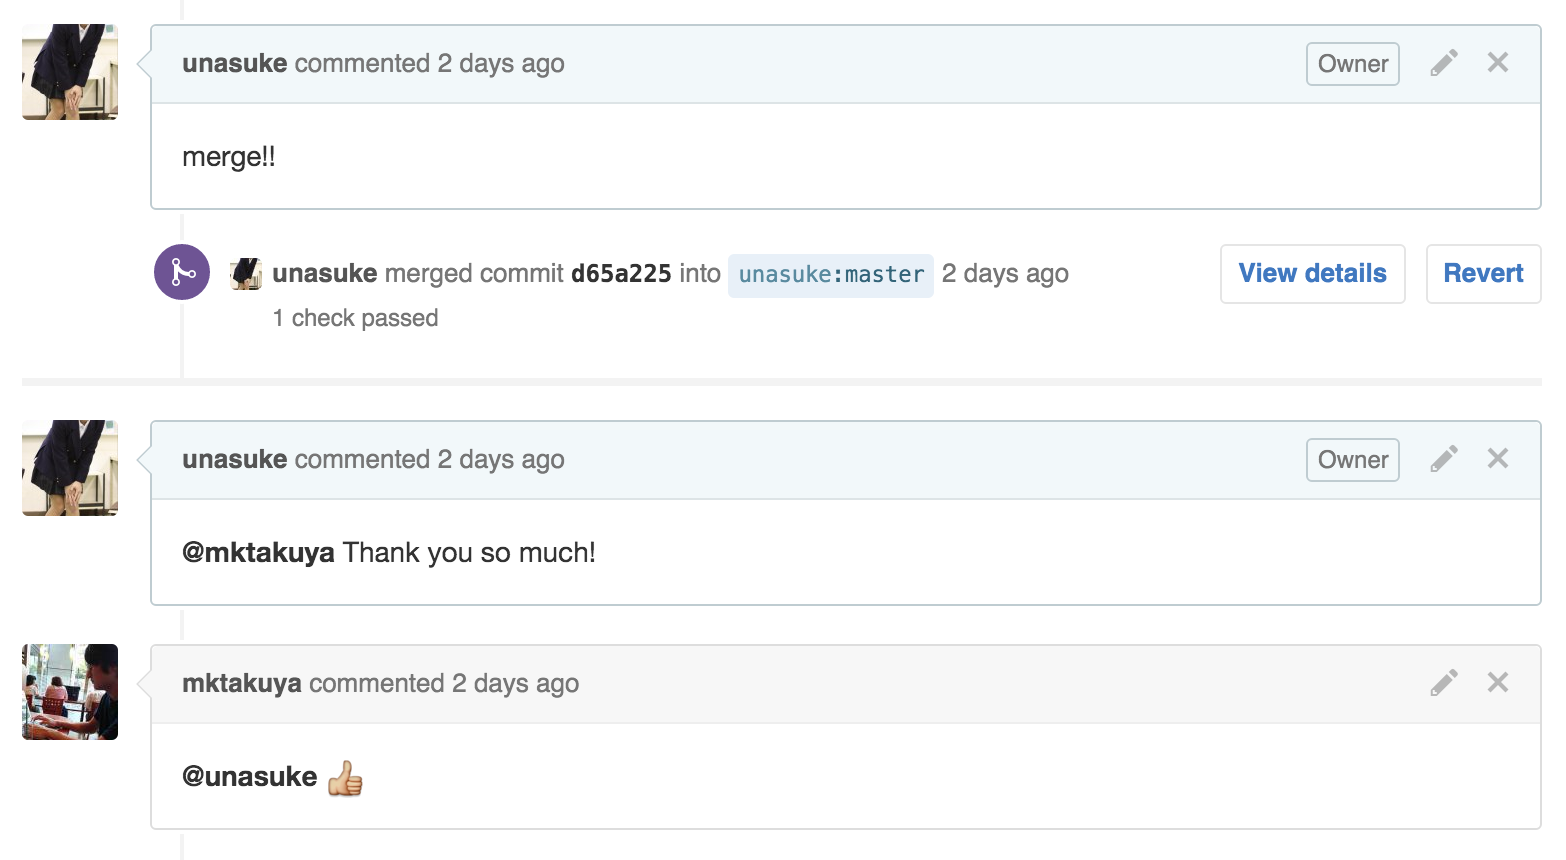 unasuke commented 2 days ago Owner
merge!!
unasuke merged commit d65a225 into unasuke:master 2 days ago View details Revert
1 check passed
unasuke commented 2 days ago Owner
@mktakuya Thank you so much!
mktakuya commented 2 days ago
@unasuke 👍